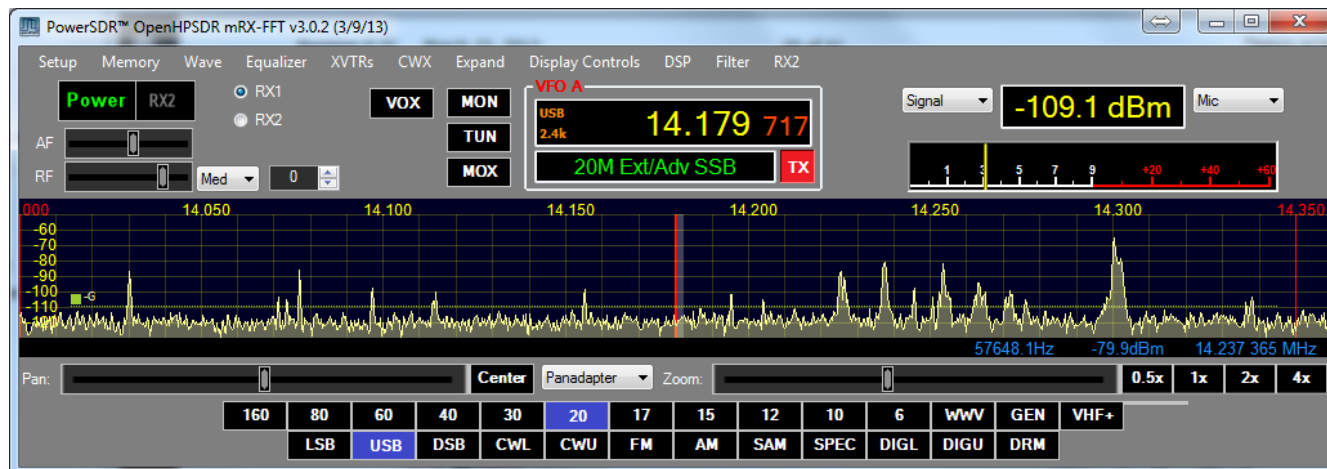 PowerSDR™ OpenHPSDR mRX-FFT v3.0.2 (3/9/13)
Setup Memory Wave Equalizer XVTRs CWX Expand Display Controls DSP Filter RX2
Power RX2 RX1 VOX MON VFO A Signal -109.1 dBm Mic
RX2 USB 14.179 717
AF TUN 2.4k
RF Med 0 MOX 20M Ext/Adv SSB TX 1 3 5 7 9 +20 +40 +60
.000 14.050 14.100 14.150 14.200 14.250 14.300 14.350
-60
-70
-80
-90
-100 -G
-110
-120
57648.1Hz -79.9dBm 14.237 365 MHz
Pan: Center Panadapter Zoom: 0.5x 1x 2x 4x
160 80 60 40 30 20 17 15 12 10 6 WWV GEN VHF+
LSB USB DSB CWL CWU FM AM SAM SPEC DIGL DIGU DRM